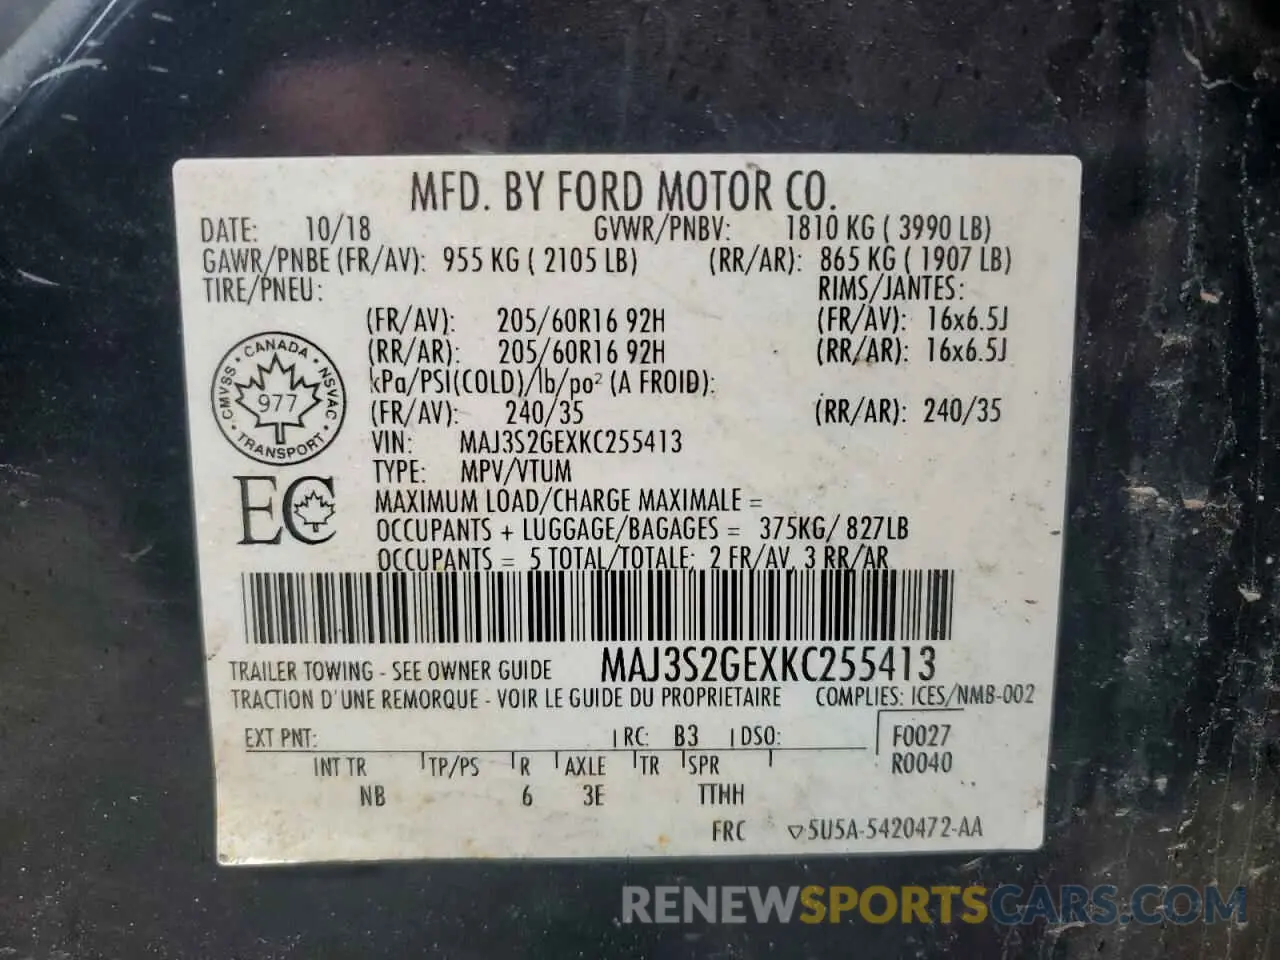 MFD. BY FORD MOTOR CO.
DATE: 10/18 GVWR/PNBV: 1810 KG ( 3990 LB)
GAWR/PNBE (FR/AV): 955 KG ( 2105 LB) (RR/AR): 865 KG ( 1907 LB)
TIRE/PNEU: RIMS/JANTES:
(FR/AV): 205/60R16 92H (FR/AV): 16x6.5J
(RR/AR): 205/60R16 92H (RR/AR): 16x6.5J
kPa/PSI(COLD)/lb/po² (A FROID):
(FR/AV): 240/35 (RR/AR): 240/35
CANADA · NSVAC · TRANSPORT · CMVSS ·
977
VIN: MAJ3S2GEXKC255413
TYPE: MPV/VTUM
EC
MAXIMUM LOAD/CHARGE MAXIMALE =
OCCUPANTS + LUGGAGE/BAGAGES = 375KG/ 827LB
OCCUPANTS = 5 TOTAL/TOTALE: 2 FR/AV, 3 RR/AR
TRAILER TOWING - SEE OWNER GUIDE MAJ3S2GEXKC255413
TRACTION D'UNE REMORQUE - VOIR LE GUIDE DU PROPRIETAIRE COMPLIES: ICES/NMB-002
EXT PNT: RC: B3 DSO: F0027
INT TR TP/PS R AXLE TR SPR R0040
NB 6 3E TTHH
FRC ▽5U5A-5420472-AA
RENEWSPORTSCARS.COM